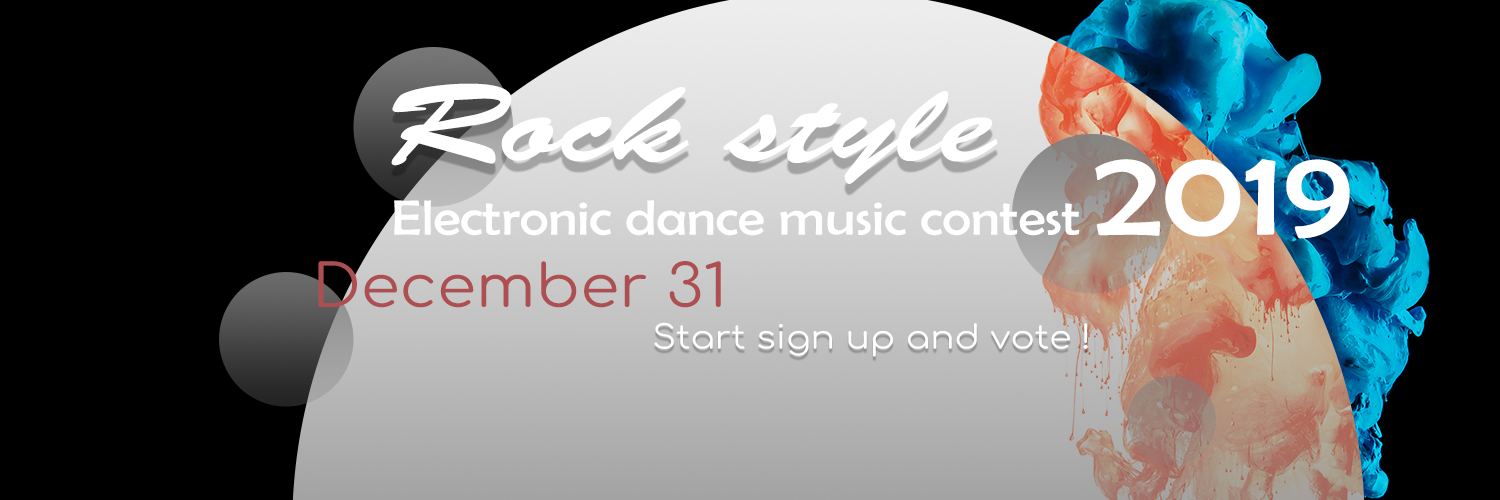 Rock style
Electronic dance music contest 2019
December 31
Start sign up and vote !